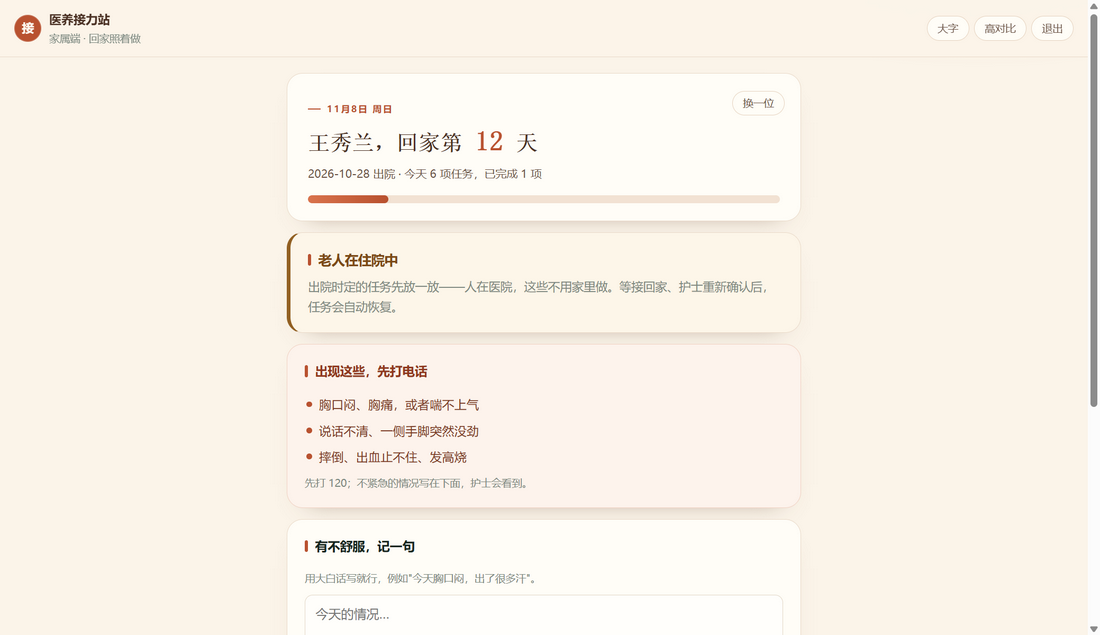 接
医养接力站
家属端 · 回家照着做
大字
高对比
退出
11月8日 周日
换一位
王秀兰，回家第 12 天
2026-10-28 出院 · 今天 6 项任务，已完成 1 项
老人在住院中
出院时定的任务先放一放——人在医院，这些不用家里做。等接回家、护士重新确认后，
任务会自动恢复。
出现这些，先打电话
胸口闷、胸痛，或者喘不上气
说话不清、一侧手脚突然没劲
摔倒、出血止不住、发高烧
先打 120；不紧急的情况写在下面，护士会看到。
有不舒服，记一句
用大白话写就行，例如"今天胸口闷，出了很多汗"。
今天的情况...